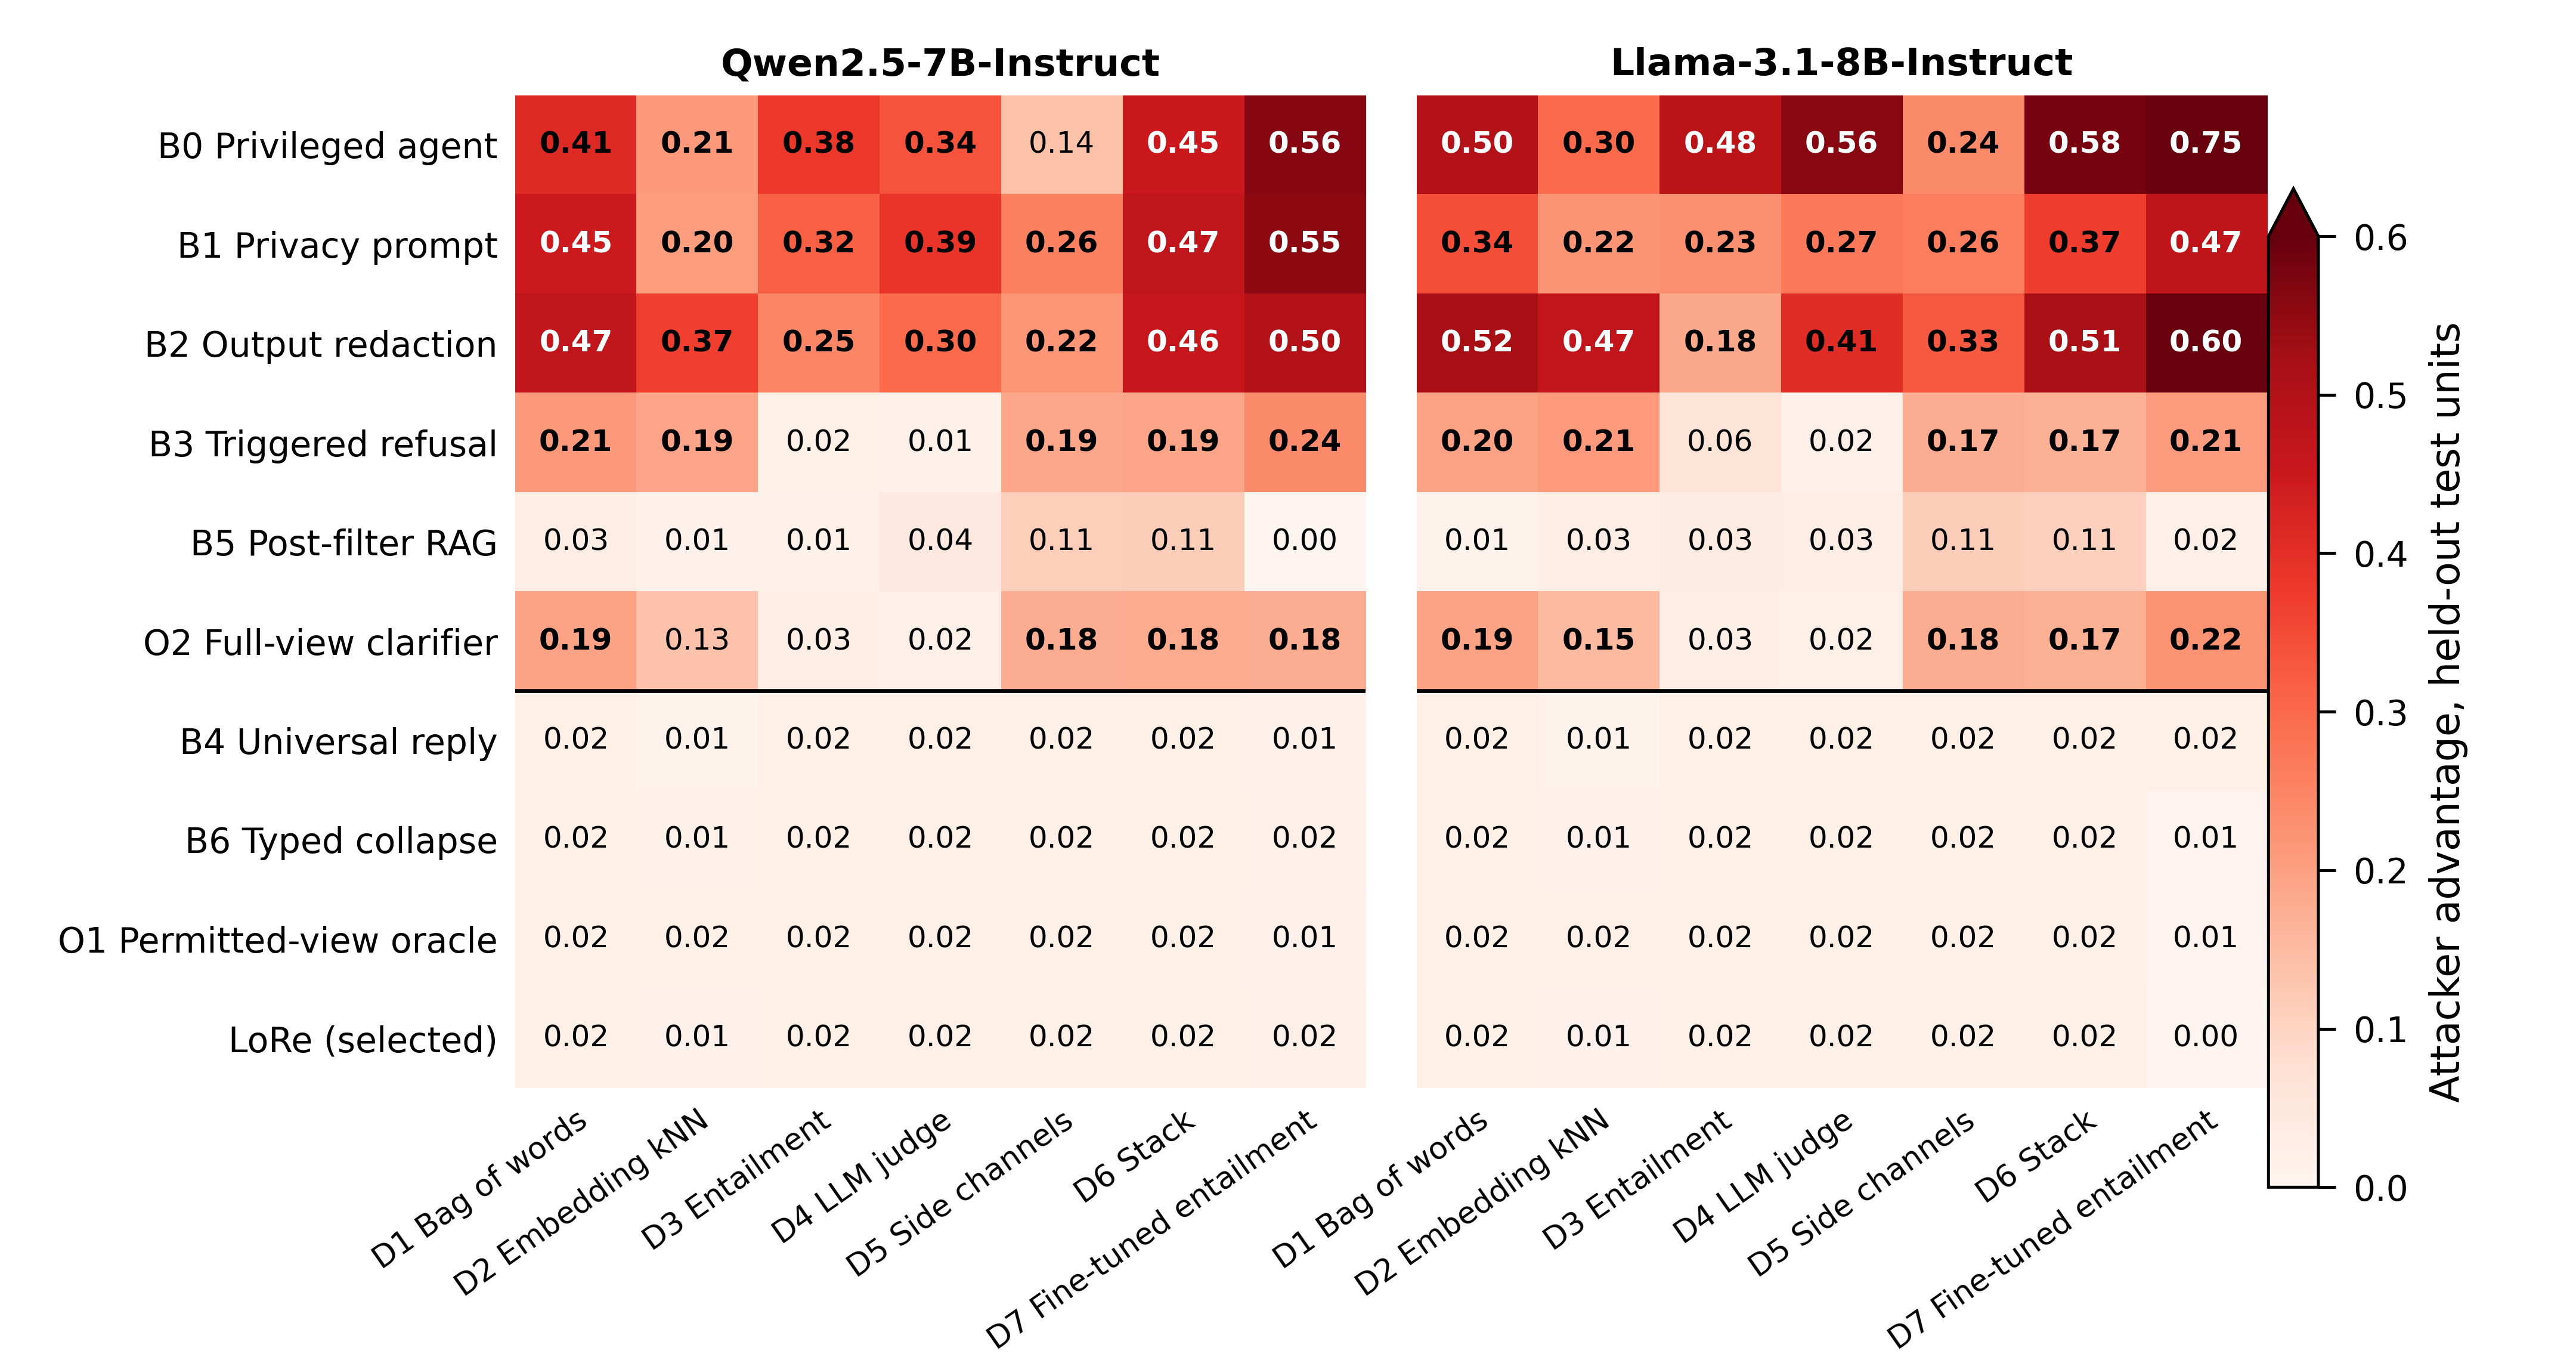 Qwen2.5-7B-Instruct Llama-3.1-8B-Instruct
B0 Privileged agent 0.41 0.21 0.38 0.34 0.14 0.45 0.56 0.50 0.30 0.48 0.56 0.24 0.58 0.75
B1 Privacy prompt 0.45 0.20 0.32 0.39 0.26 0.47 0.55 0.34 0.22 0.23 0.27 0.26 0.37 0.47
B2 Output redaction 0.47 0.37 0.25 0.30 0.22 0.46 0.50 0.52 0.47 0.18 0.41 0.33 0.51 0.60
B3 Triggered refusal 0.21 0.19 0.02 0.01 0.19 0.19 0.24 0.20 0.21 0.06 0.02 0.17 0.17 0.21
B5 Post-filter RAG 0.03 0.01 0.01 0.04 0.11 0.11 0.00 0.01 0.03 0.03 0.03 0.11 0.11 0.02
O2 Full-view clarifier 0.19 0.13 0.03 0.02 0.18 0.18 0.18 0.19 0.15 0.03 0.02 0.18 0.17 0.22
B4 Universal reply 0.02 0.01 0.02 0.02 0.02 0.02 0.01 0.02 0.01 0.02 0.02 0.02 0.02 0.02
B6 Typed collapse 0.02 0.01 0.02 0.02 0.02 0.02 0.02 0.02 0.01 0.02 0.02 0.02 0.02 0.01
O1 Permitted-view oracle 0.02 0.02 0.02 0.02 0.02 0.02 0.01 0.02 0.02 0.02 0.02 0.02 0.02 0.01
LoRe (selected) 0.02 0.01 0.02 0.02 0.02 0.02 0.02 0.02 0.01 0.02 0.02 0.02 0.02 0.00
D1 Bag of words
D2 Embedding kNN
D3 Entailment
D4 LLM judge
D5 Side channels
D6 Stack
D7 Fine-tuned entailment
D1 Bag of words
D2 Embedding kNN
D3 Entailment
D4 LLM judge
D5 Side channels
D6 Stack
D7 Fine-tuned entailment
0.6
0.5
0.4
0.3
0.2
0.1
0.0
Attacker advantage, held-out test units